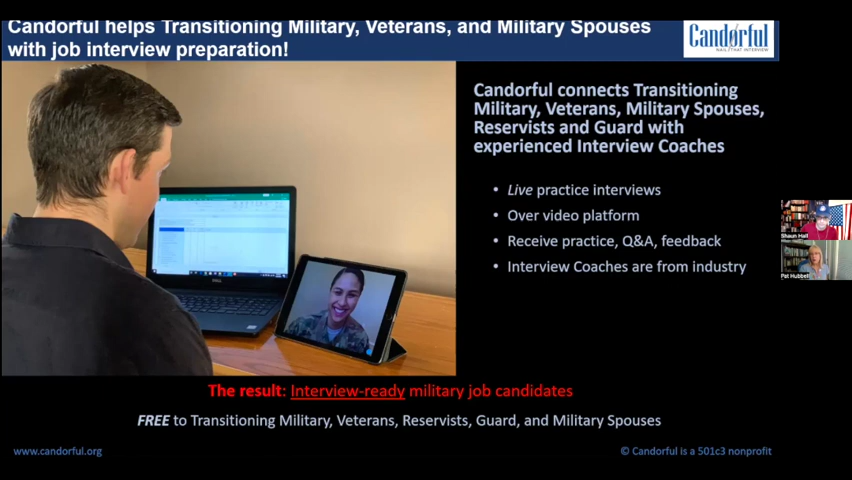 Candorful helps Transitioning Military, Veterans, and Military Spouses
with job interview preparation!
Candorful
NAIL THAT INTERVIEW
Candorful connects Transitioning
Military, Veterans, Military Spouses,
Reservists and Guard with
experienced Interview Coaches
• Live practice interviews
• Over video platform
• Receive practice, Q&A, feedback
• Interview Coaches are from industry
Shaun Hall
Pat Hubbell
DELL
The result: Interview-ready military job candidates
FREE to Transitioning Military, Veterans, Reservists, Guard, and Military Spouses
www.candorful.org
© Candorful is a 501c3 nonprofit